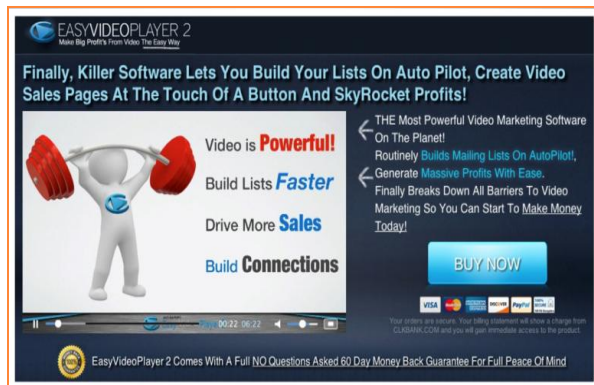 EASYVIDEOPLAYER 2
Make Big Profit's From Video The Easy Way
Finally, Killer Software Lets You Build Your Lists On Auto Pilot, Create Video
Sales Pages At The Touch Of A Button And SkyRocket Profits!
Video is Powerful!
Build Lists Faster
Drive More Sales
Build Connections
00:22 06:22
THE Most Powerful Video Marketing Software
On The Planet!
Routinely Builds Mailing Lists On AutoPilot!,
Generate Massive Profits With Ease.
Finally Breaks Down All Barriers To Video
Marketing So You Can Start To Make Money
Today!
BUY NOW
VISA
DISCOVER
PayPal
Your orders are secure. Your billing statement will show a charge from
CLKBANK.COM and you will gain immediate access to the product.
100%
EasyVideoPlayer 2 Comes With A Full NO Questions Asked 60 Day Money Back Guarantee For Full Peace Of Mind